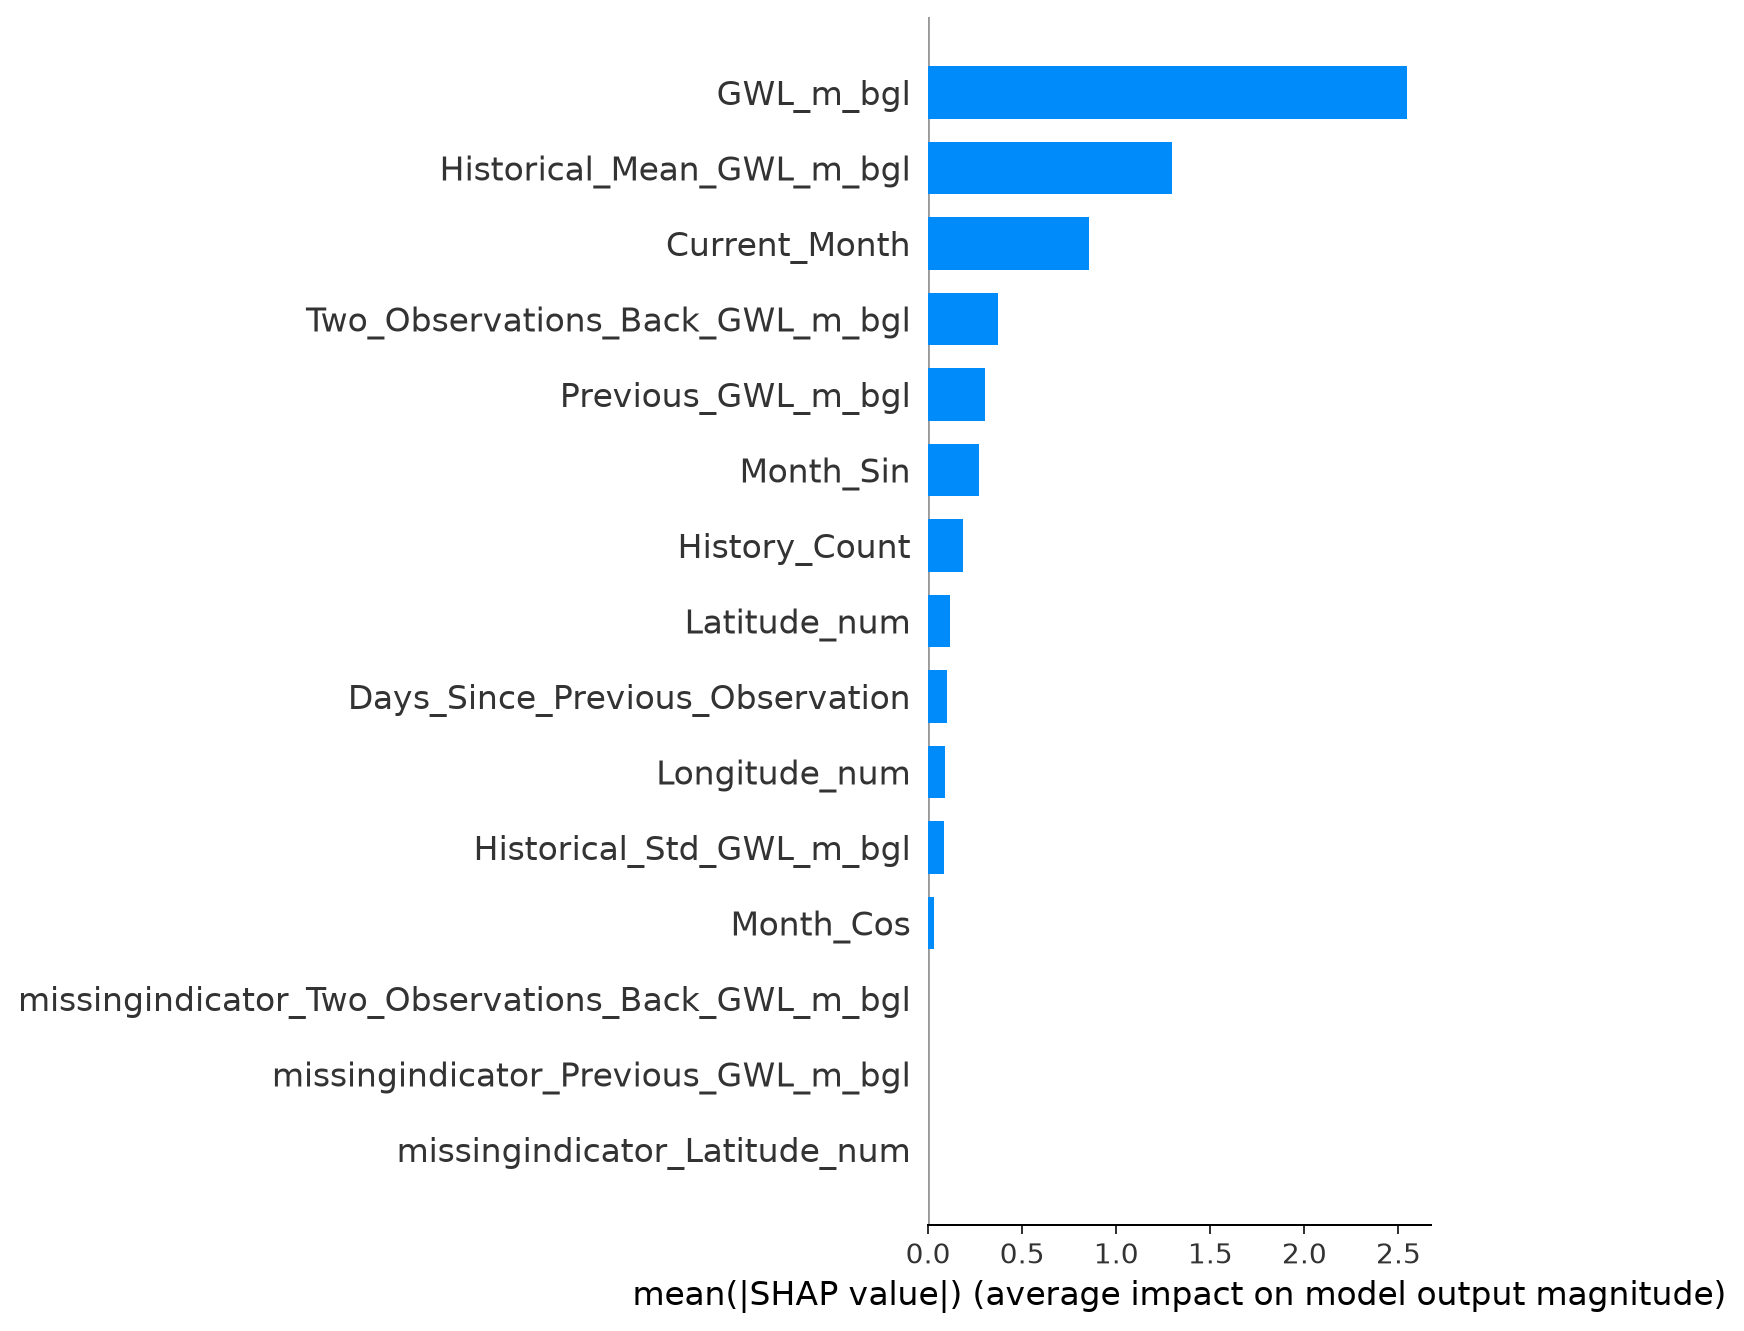 GWL_m_bgl
Historical_Mean_GWL_m_bgl
Current_Month
Two_Observations_Back_GWL_m_bgl
Previous_GWL_m_bgl
Month_Sin
History_Count
Latitude_num
Days_Since_Previous_Observation
Longitude_num
Historical_Std_GWL_m_bgl
Month_Cos
missingindicator_Two_Observations_Back_GWL_m_bgl
missingindicator_Previous_GWL_m_bgl
missingindicator_Latitude_num
0.0 0.5 1.0 1.5 2.0 2.5
mean(|SHAP value|) (average impact on model output magnitude)